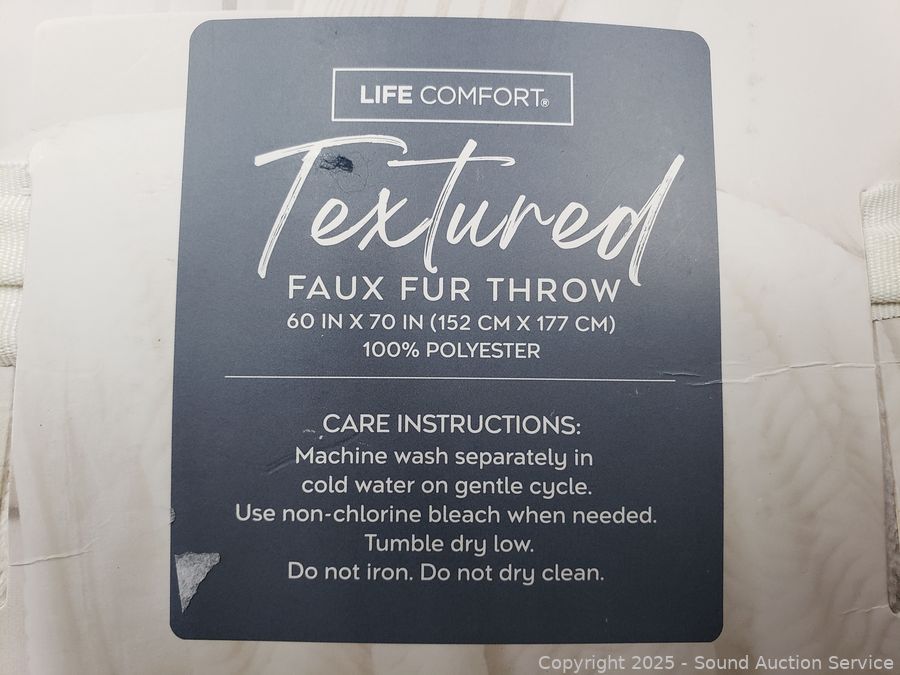 LIFE COMFORT®
Textured
FAUX FUR THROW
60 IN X 70 IN (152 CM X 177 CM)
100% POLYESTER
CARE INSTRUCTIONS:
Machine wash separately in
cold water on gentle cycle.
Use non-chlorine bleach when needed.
Tumble dry low.
Do not iron. Do not dry clean.
Copyright 2025 - Sound Auction Service